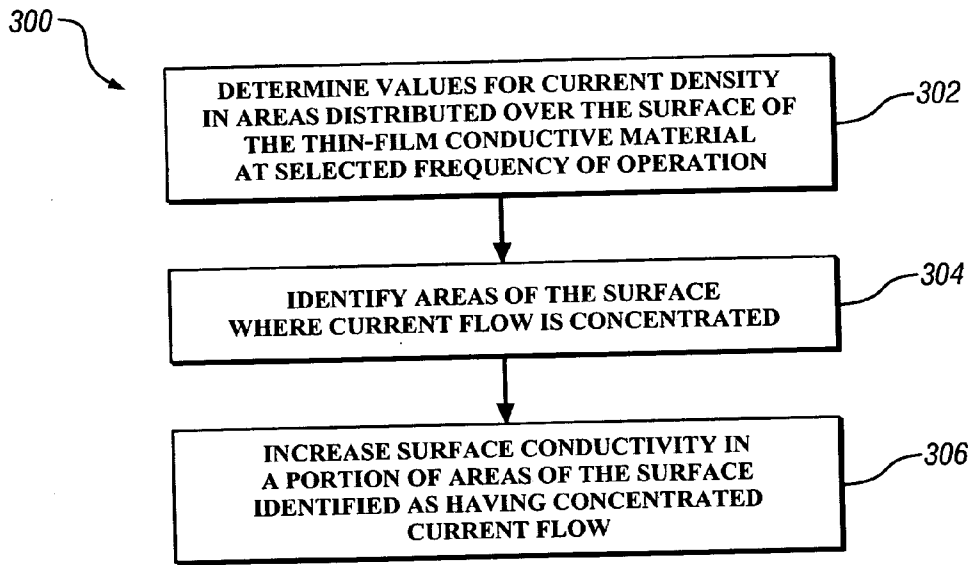 300
DETERMINE VALUES FOR CURRENT DENSITY
IN AREAS DISTRIBUTED OVER THE SURFACE OF
THE THIN-FILM CONDUCTIVE MATERIAL
AT SELECTED FREQUENCY OF OPERATION
302
IDENTIFY AREAS OF THE SURFACE
WHERE CURRENT FLOW IS CONCENTRATED
304
INCREASE SURFACE CONDUCTIVITY IN
A PORTION OF AREAS OF THE SURFACE
IDENTIFIED AS HAVING CONCENTRATED
CURRENT FLOW
306